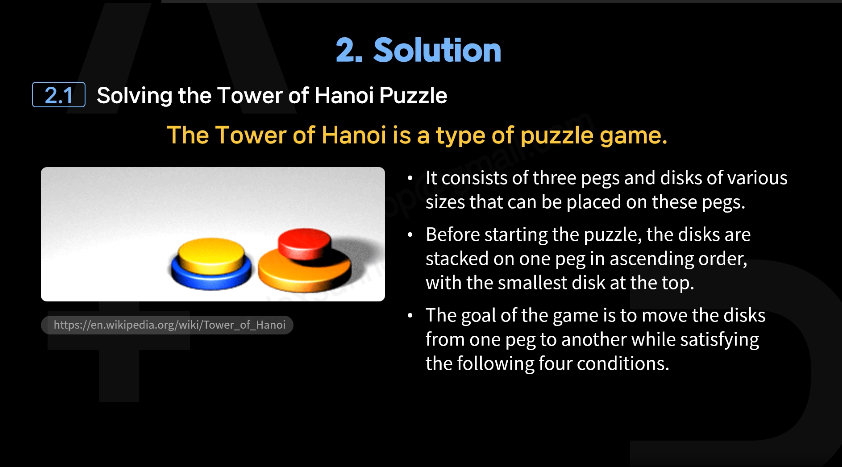 2. Solution
2.1 Solving the Tower of Hanoi Puzzle
The Tower of Hanoi is a type of puzzle game.
• It consists of three pegs and disks of various
sizes that can be placed on these pegs.
• Before starting the puzzle, the disks are
stacked on one peg in ascending order,
with the smallest disk at the top.
• The goal of the game is to move the disks
from one peg to another while satisfying
the following four conditions.
https://en.wikipedia.org/wiki/Tower_of_Hanoi